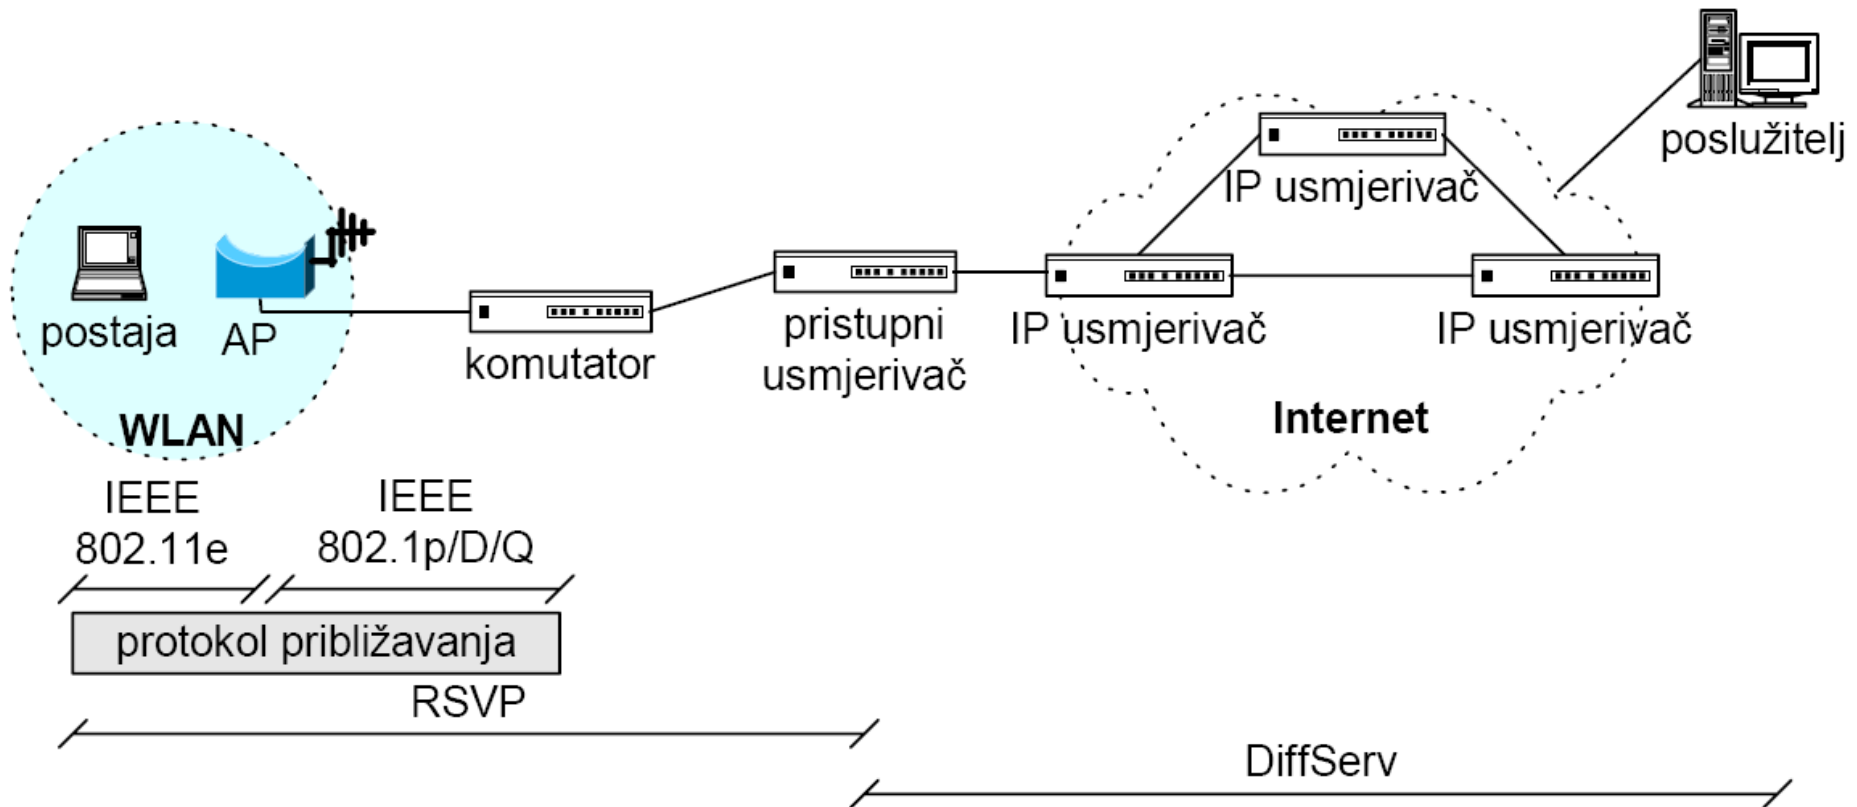 poslužitelj
IP usmjerivač
postaja
AP
komutator
pristupni
usmjerivač
IP usmjerivač
IP usmjerivač
WLAN
Internet
IEEE
802.11e
IEEE
802.1p/D/Q
protokol približavanja
RSVP
DiffServ